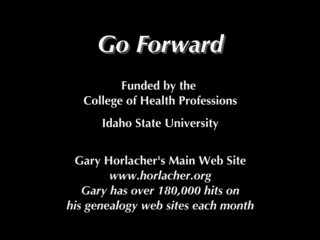 Go Forward
Funded by the
College of Health Professions
Idaho State University
Gary Horlacher's Main Web Site
www.horlacher.org
Gary has over 180,000 hits on
his genealogy web sites each month